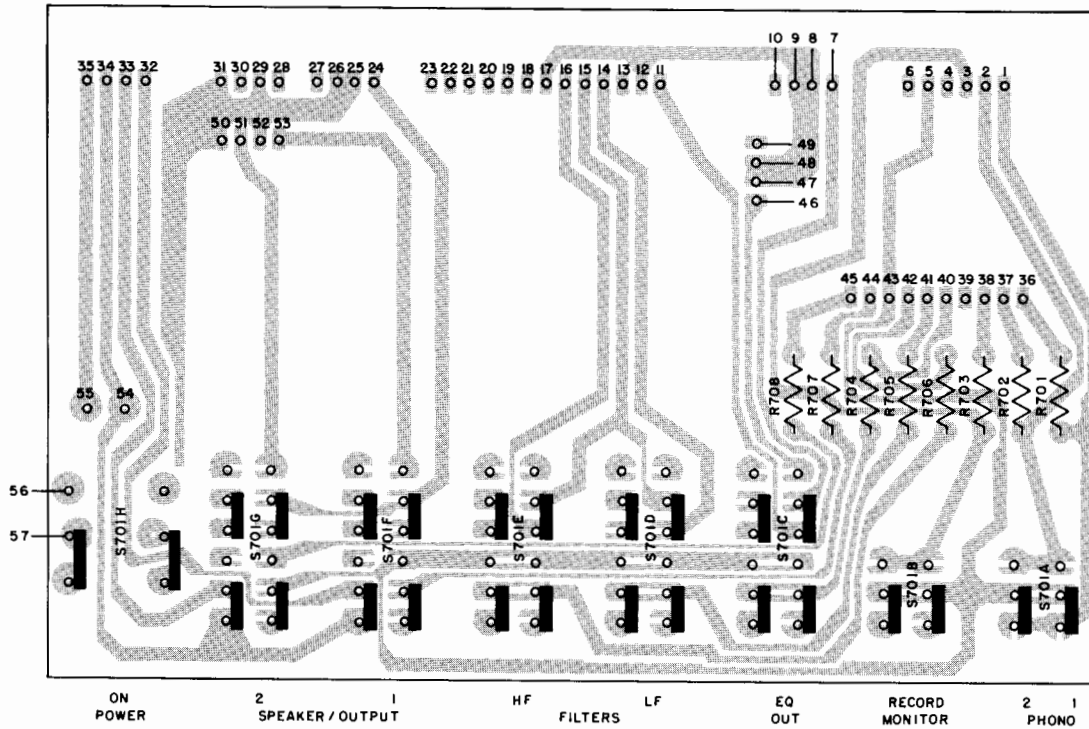 10 9 8 7
35 34 33 32 31 30 29 28 27 26 25 24 23 22 21 20 19 18 17 16 15 14 13 12 11 6 5 4 3 2 1
50 51 52 53
49
48
47
46
45 44 43 42 41 40 39 38 37 36
55 54
R708 R707 R704 R705 R706 R703 R702 R701
56
57
S701H S701G S701F S701E S701D S701C S701B S701A
ON 2 1 HF LF EQ RECORD 2 1
POWER SPEAKER/OUTPUT FILTERS OUT MONITOR PHONO